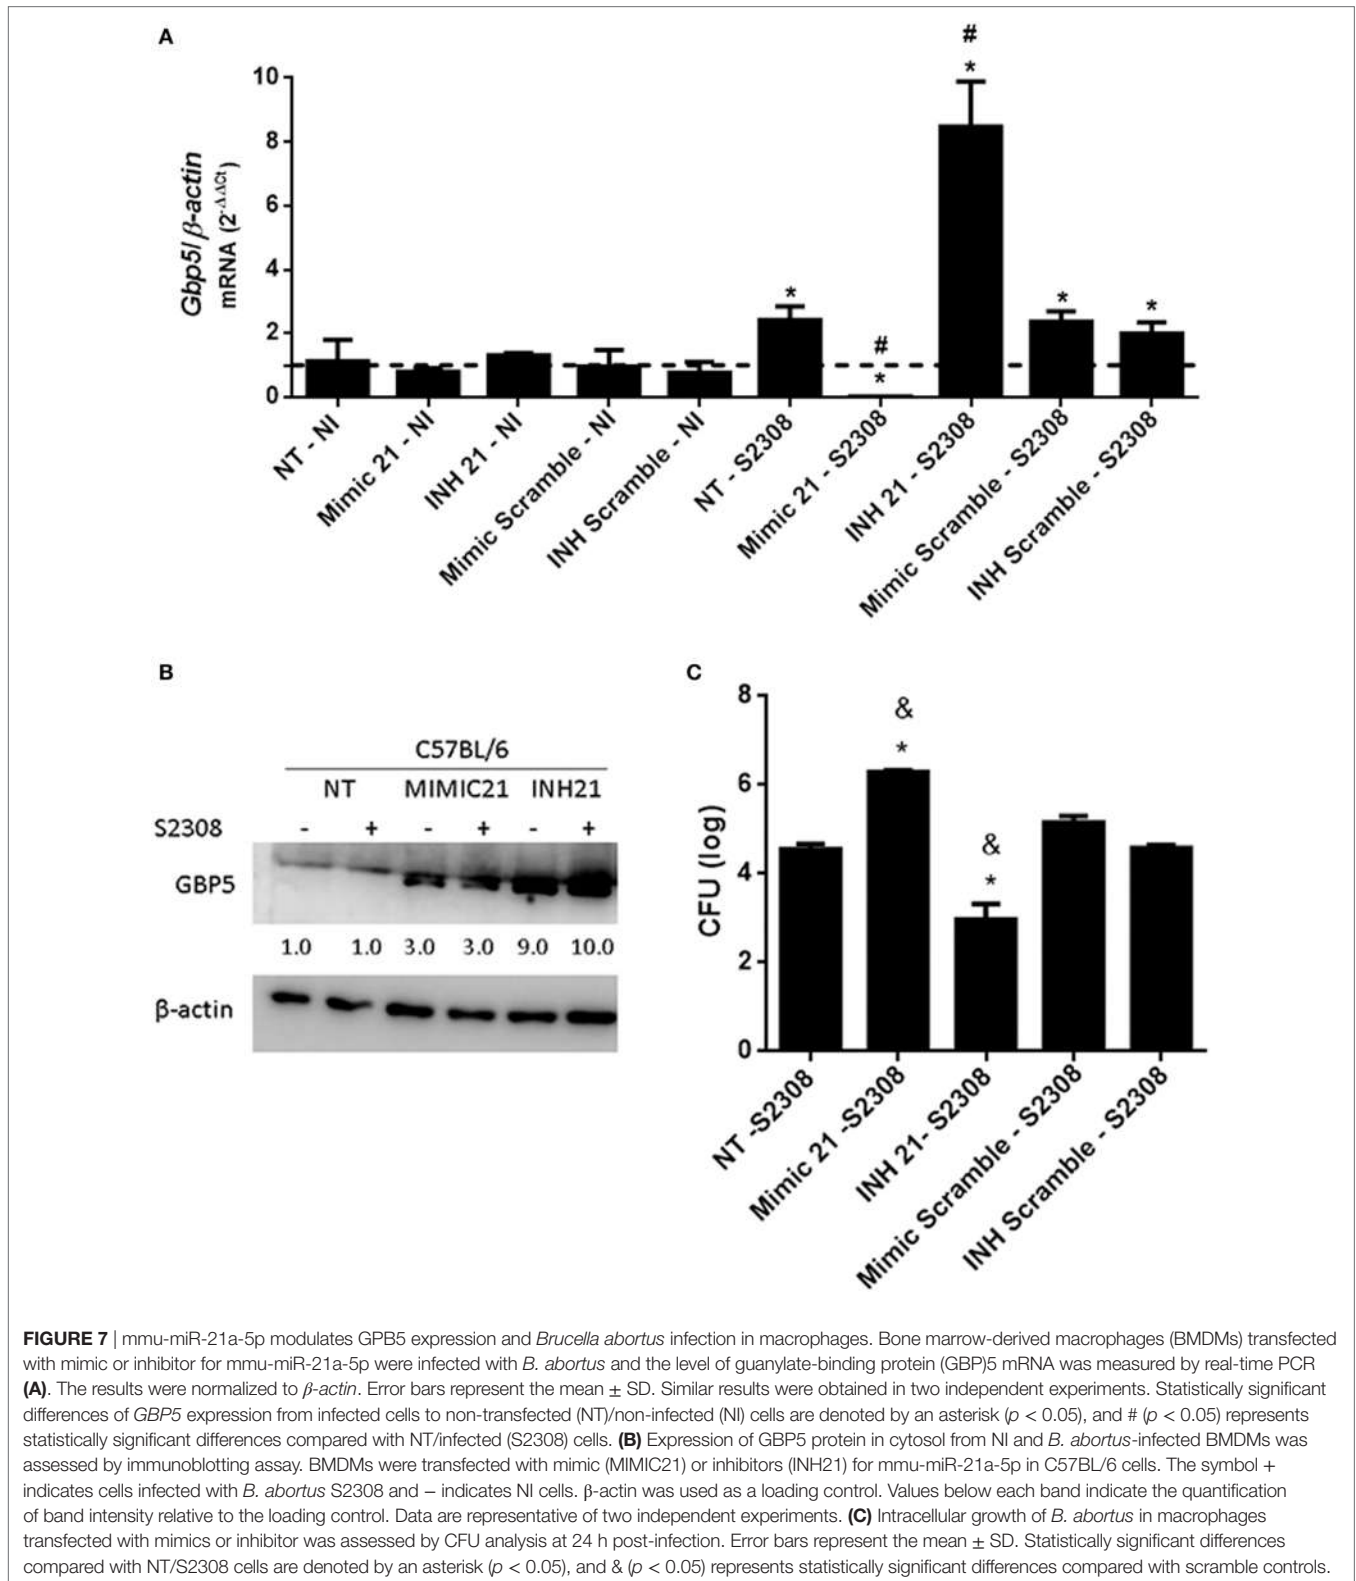 A
#
*
10
8
6
4
2
0
Gbp5/β-actin
mRNA (2-ΔΔCt)
*
#
*
*
*
NT - NI
Mimic 21 - NI
INH 21 - NI
Mimic Scramble - NI
INH Scramble - NI
NT - S2308
Mimic 21 - S2308
INH 21 - S2308
Mimic Scramble - S2308
INH Scramble - S2308
B
C57BL/6
NT MIMIC21 INH21
S2308 - + - + - +
GBP5
1.0 1.0 3.0 3.0 9.0 10.0
β-actin
C
8
6
4
2
0
CFU (log)
&
*
&
*
NT -S2308
Mimic 21 -S2308
INH 21- S2308
Mimic Scramble - S2308
INH Scramble - S2308
FIGURE 7 | mmu-miR-21a-5p modulates GPB5 expression and Brucella abortus infection in macrophages. Bone marrow-derived macrophages (BMDMs) transfected
with mimic or inhibitor for mmu-miR-21a-5p were infected with B. abortus and the level of guanylate-binding protein (GBP)5 mRNA was measured by real-time PCR
(A). The results were normalized to β-actin. Error bars represent the mean ± SD. Similar results were obtained in two independent experiments. Statistically significant
differences of GBP5 expression from infected cells to non-transfected (NT)/non-infected (NI) cells are denoted by an asterisk (p < 0.05), and # (p < 0.05) represents
statistically significant differences compared with NT/infected (S2308) cells. (B) Expression of GBP5 protein in cytosol from NI and B. abortus-infected BMDMs was
assessed by immunoblotting assay. BMDMs were transfected with mimic (MIMIC21) or inhibitors (INH21) for mmu-miR-21a-5p in C57BL/6 cells. The symbol +
indicates cells infected with B. abortus S2308 and – indicates NI cells. β-actin was used as a loading control. Values below each band indicate the quantification
of band intensity relative to the loading control. Data are representative of two independent experiments. (C) Intracellular growth of B. abortus in macrophages
transfected with mimics or inhibitor was assessed by CFU analysis at 24 h post-infection. Error bars represent the mean ± SD. Statistically significant differences
compared with NT/S2308 cells are denoted by an asterisk (p < 0.05), and & (p < 0.05) represents statistically significant differences compared with scramble controls.